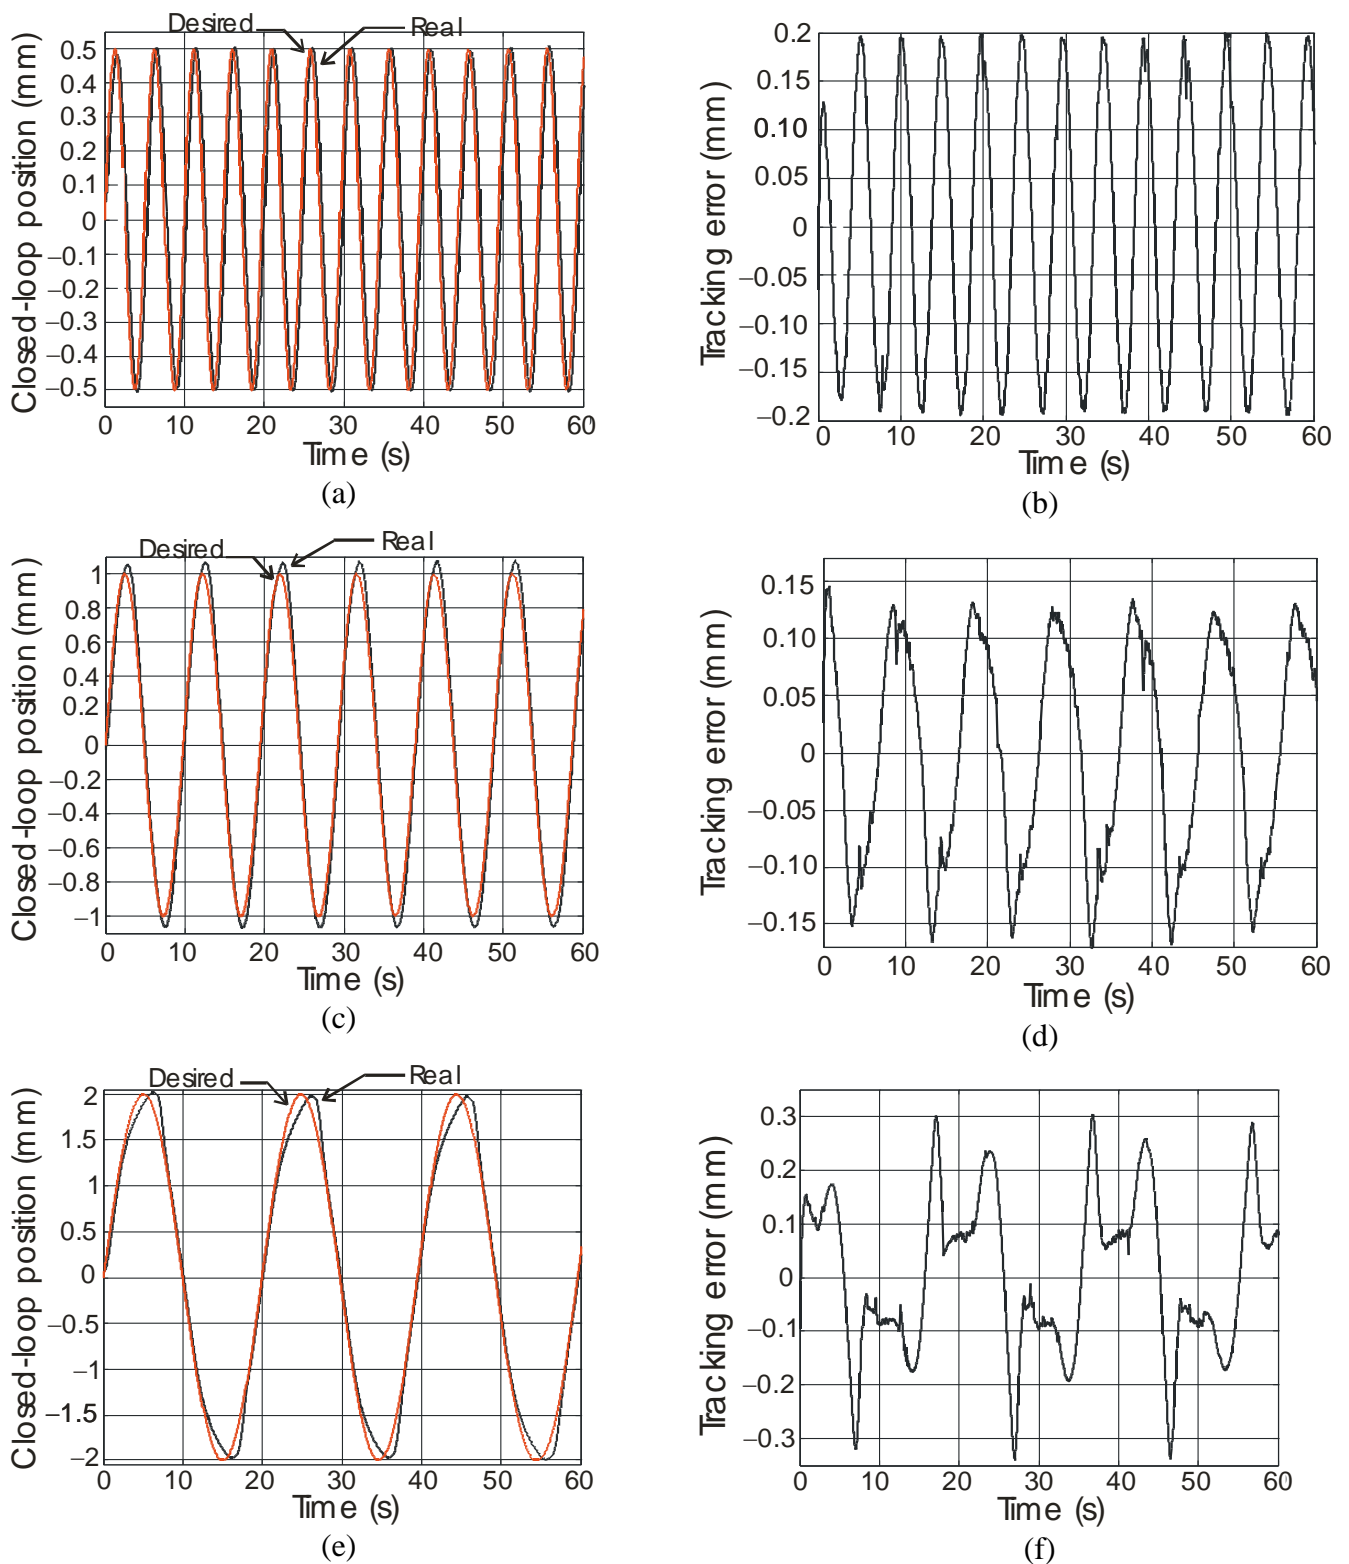 Desired Real
Closed-loop position (mm)
0.5
0.4
0.3
0.2
0.1
0
−0.1
−0.2
−0.3
−0.4
−0.5
0 10 20 30 40 50 60
Time (s)
(a)
Tracking error (mm)
0.2
0.15
0.10
0.05
0
−0.05
−0.10
−0.15
−0.2
0 10 20 30 40 50 60
Time (s)
(b)
Desired Real
Closed-loop position (mm)
1
0.8
0.6
0.4
0.2
0
−0.2
−0.4
−0.6
−0.8
−1
0 10 20 30 40 50 60
Time (s)
(c)
Tracking error (mm)
0.15
0.10
0.05
0
−0.05
−0.10
−0.15
0 10 20 30 40 50 60
Time (s)
(d)
Desired Real
Closed-loop position (mm)
2
1.5
1
0.5
0
−0.5
−1
−1.5
−2
0 10 20 30 40 50 60
Time (s)
(e)
Tracking error (mm)
0.3
0.2
0.1
0
−0.1
−0.2
−0.3
0 10 20 30 40 50 60
Time (s)
(f)